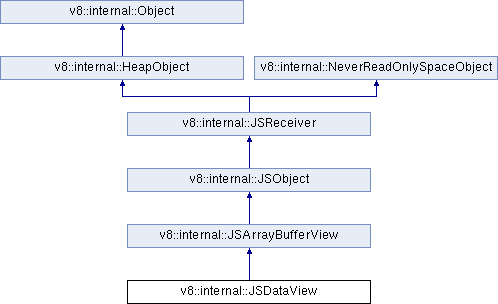 v8::internal::Object
v8::internal::HeapObject
v8::internal::NeverReadOnlySpaceObject
v8::internal::JSReceiver
v8::internal::JSObject
v8::internal::JSArrayBufferView
v8::internal::JSDataView